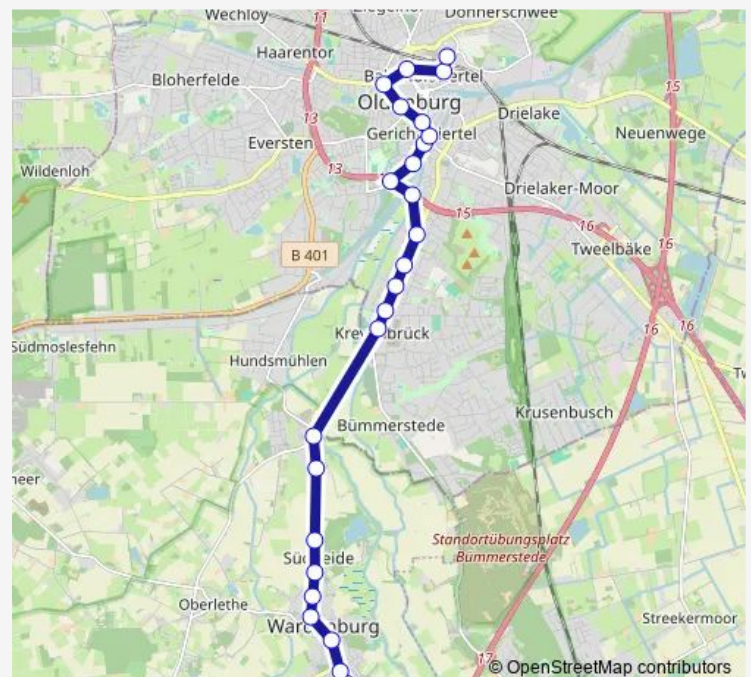 Wechloy
Donnerschwee
11
Haarentor
Bloherfelde
15
Oldenburg
13
Drielake
Eversten
Neuenwege
Wildenloh
13
Drielaker-Moor
15
16
Tweelbäke
16
B 401
16
16
Südmoslesfehn
Hundsmühlen
Krusenbusch
Bümmerstede
Standortübungsplatz
Bümmerstede
Oberlethe
Streekermoor
17
© OpenStreetMap contributors